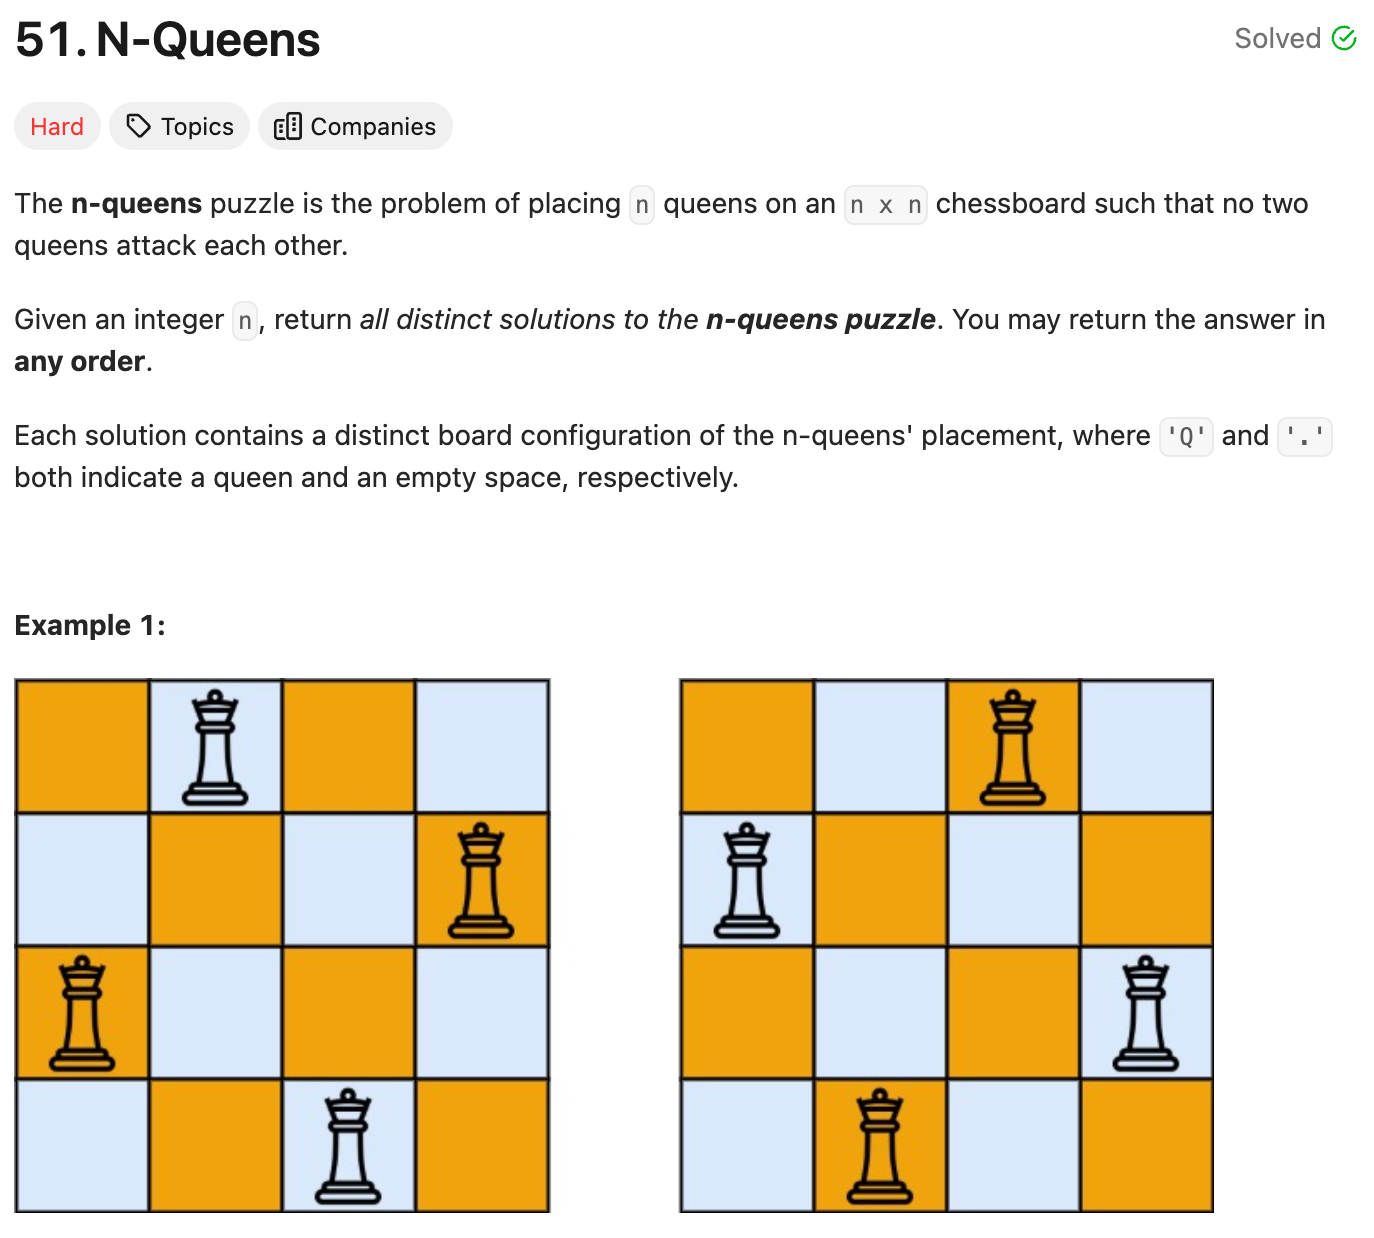 51. N-Queens
Solved
Hard
Topics
Companies
The n-queens puzzle is the problem of placing n queens on an n x n chessboard such that no two
queens attack each other.
Given an integer n, return all distinct solutions to the n-queens puzzle. You may return the answer in
any order.
Each solution contains a distinct board configuration of the n-queens' placement, where 'Q' and '.'
both indicate a queen and an empty space, respectively.
Example 1: